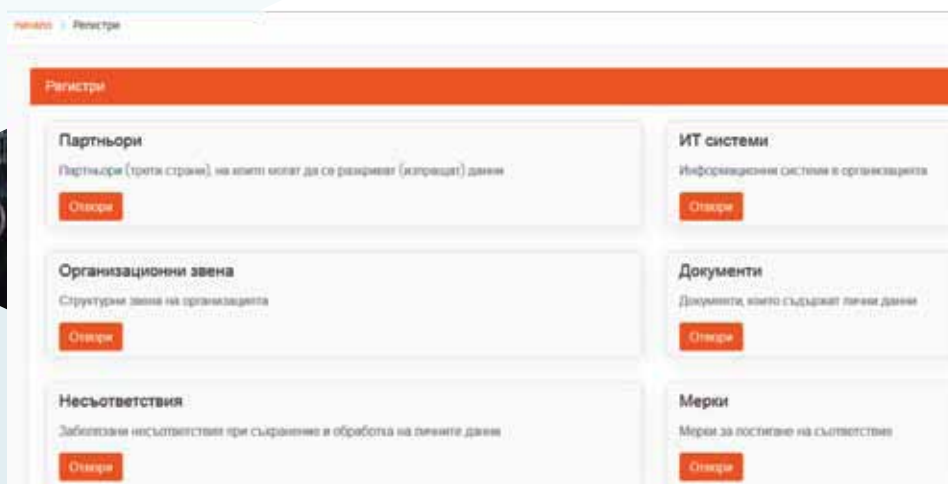 Начало > Регистри
Регистри
Партньори
Партньори (трети страни), на които могат да се разкриват (изпращат) данни
Отвори
ИТ системи
Информационни системи в организацията
Отвори
Организационни звена
Структурни звена на организацията
Отвори
Документи
Документи, които съдържат лични данни
Отвори
Несъответствия
Забелязани несъответствия при съхранение и обработка на личните данни
Отвори
Мерки
Мерки за постигане на съответствие
Отвори